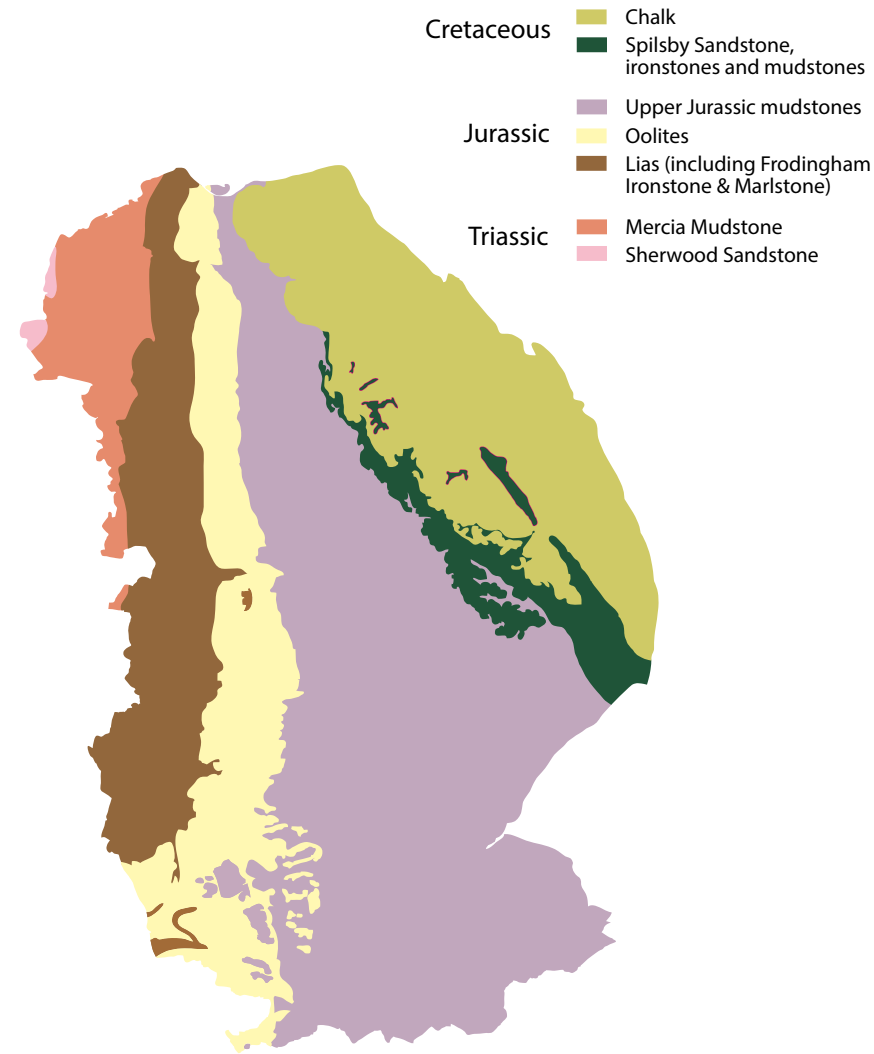 Cretaceous
Chalk
Spilsby Sandstone,
ironstones and mudstones
Jurassic
Upper Jurassic mudstones
Oolites
Lias (including Frodingham
Ironstone & Marlstone)
Triassic
Mercia Mudstone
Sherwood Sandstone